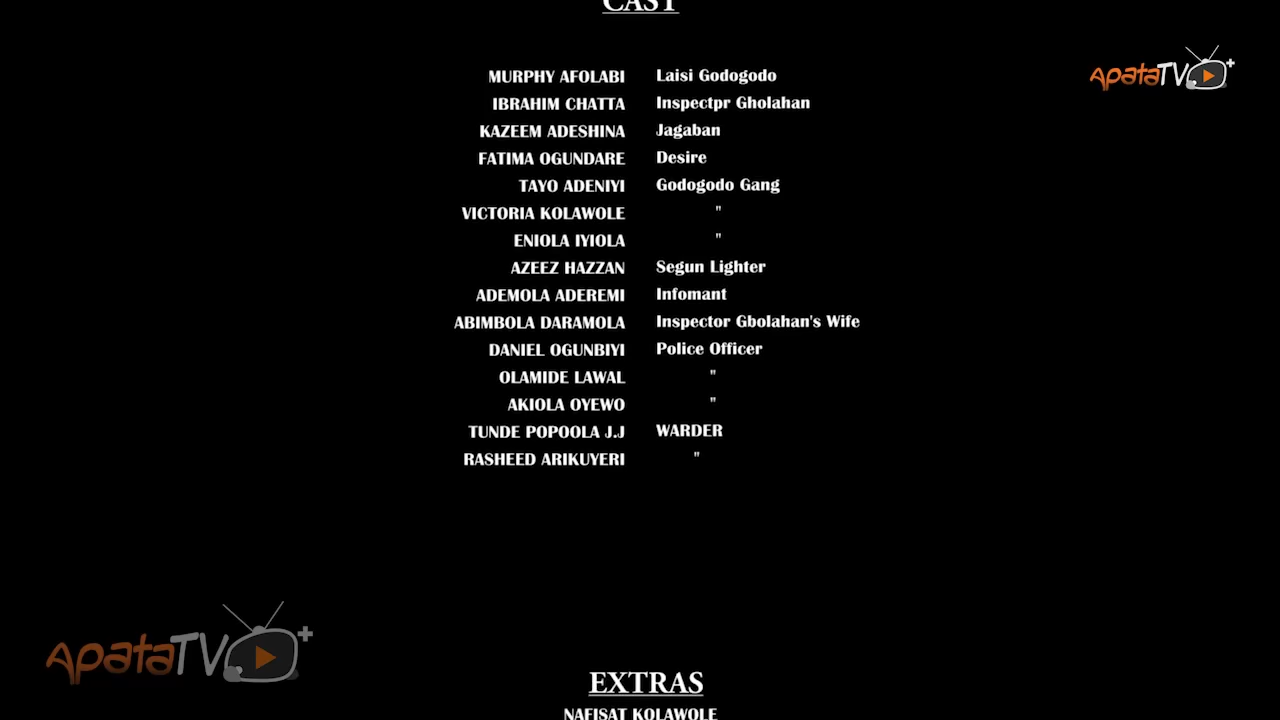 CAST
ApataTV+
MURPHY AFOLABI Laisi Godogodo
IBRAHIM CHATTA Inspectpr Gholahan
KAZEEM ADESHINA Jagaban
FATIMA OGUNDARE Desire
TAYO ADENIYI Godogodo Gang
VICTORIA KOLAWOLE "
ENIOLA IYIOLA "
AZEEZ HAZZAN Segun Lighter
ADEMOLA ADEREMI Infomant
ABIMBOLA DARAMOLA Inspector Gbolahan's Wife
DANIEL OGUNBIYI Police Officer
OLAMIDE LAWAL "
AKIOLA OYEWO "
TUNDE POPOOLA J.J WARDER
RASHEED ARIKUYERI "
ApataTV+
EXTRAS
NAFISAT KOLAWOLE